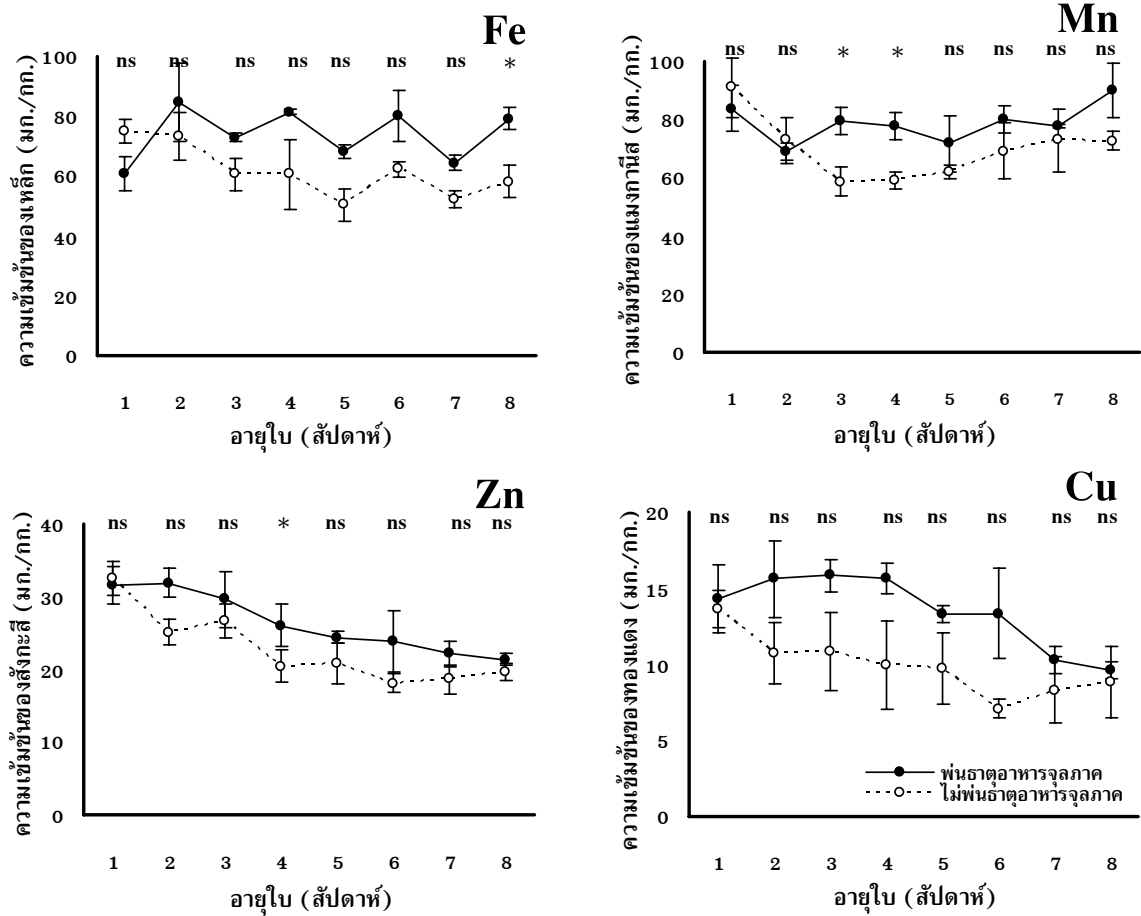 Fe
ความเข้มข้นของเหล็ก (มก./กก.)
100
80
60
40
20
0
ns ns ns ns ns ns ns *
1 2 3 4 5 6 7 8
อายุใบ (สัปดาห์)
Mn
ความเข้มข้นของแมงกานีส (มก./กก.)
100
80
60
40
20
0
ns ns * * ns ns ns ns
1 2 3 4 5 6 7 8
อายุใบ (สัปดาห์)
Zn
ความเข้มข้นของสังกะสี (มก./กก.)
40
30
20
10
0
ns ns ns * ns ns ns ns
1 2 3 4 5 6 7 8
อายุใบ (สัปดาห์)
Cu
ความเข้มข้นของทองแดง (มก./กก.)
20
15
10
5
0
ns ns ns ns ns ns ns ns
พ่นธาตุอาหารจุลภาค
ไม่พ่นธาตุอาหารจุลภาค
1 2 3 4 5 6 7 8
อายุใบ (สัปดาห์)